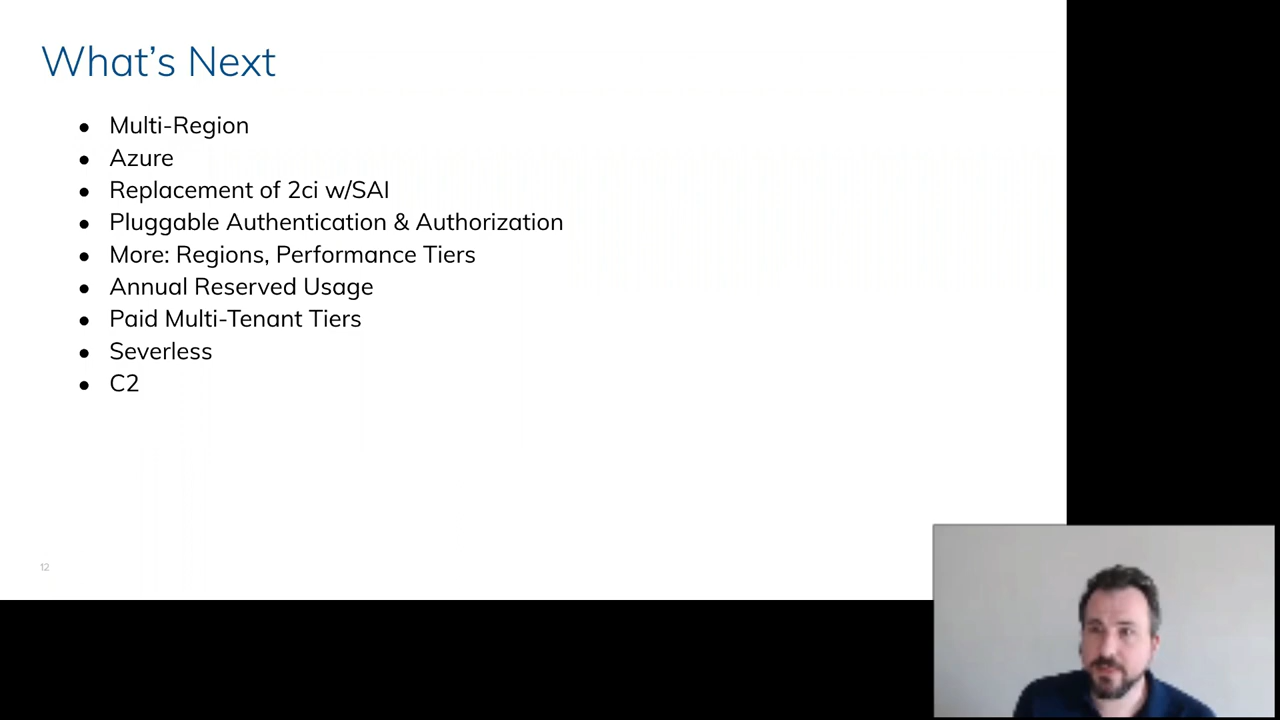 What’s Next
● Multi-Region
● Azure
● Replacement of 2ci w/SAI
● Pluggable Authentication & Authorization
● More: Regions, Performance Tiers
● Annual Reserved Usage
● Paid Multi-Tenant Tiers
● Severless
● C2
12